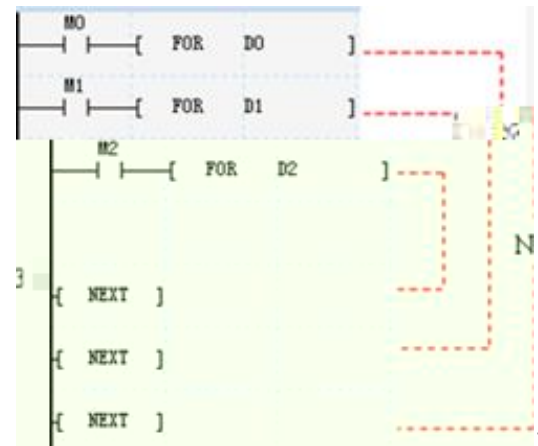 M0
[ FOR D0 ]
M1
[ FOR D1 ]
M2
[ FOR D2 ]
N
[ NEXT ]
[ NEXT ]
[ NEXT ]